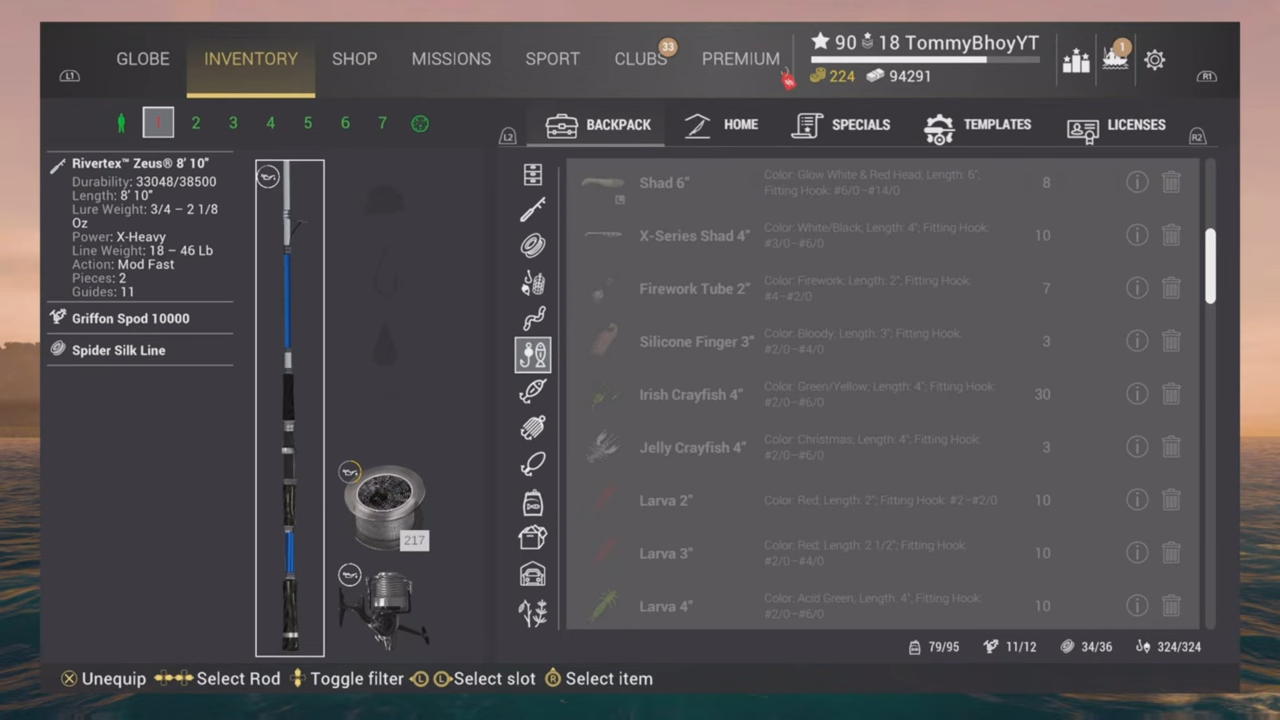 GLOBE INVENTORY SHOP MISSIONS SPORT CLUBS 33 PREMIUM
90 18 TommyBhoyYT
224 94291
1
L1
R1
1 2 3 4 5 6 7
L2 BACKPACK HOME SPECIALS TEMPLATES LICENSES R2
Rivertex™ Zeus® 8' 10"
Durability: 33048/38500
Length: 8' 10"
Lure Weight: 3/4 – 2 1/8
Oz
Power: X-Heavy
Line Weight: 18 – 46 Lb
Action: Mod Fast
Pieces: 2
Guides: 11
Griffon Spod 10000
Spider Silk Line
217
Shad 6" Color: Glow White & Red Head; Length: 6"; 8
Fitting Hook: #6/0–#14/0
X-Series Shad 4" Color: White/Black; Length: 4"; Fitting Hook: 10
#3/0–#6/0
Firework Tube 2" Color: Firework; Length: 2"; Fitting Hook: 7
#4–#2/0
Silicone Finger 3" Color: Bloody; Length: 3"; Fitting Hook: 3
#2/0–#4/0
Irish Crayfish 4" Color: Green/Yellow; Length: 4"; Fitting Hook: 30
#2/0–#6/0
Jelly Crayfish 4" Color: Christmas; Length: 4"; Fitting Hook: 3
#2/0–#6/0
Larva 2" Color: Red; Length: 2"; Fitting Hook: #2–#2/0 10
Larva 3" Color: Red; Length: 2 1/2"; Fitting Hook: 10
#2/0–#4/0
Larva 4" Color: Acid Green; Length: 4"; Fitting Hook: 10
#2/0–#6/0
79/95 11/12 34/36 324/324
Unequip Select Rod Toggle filter L L Select slot R Select item